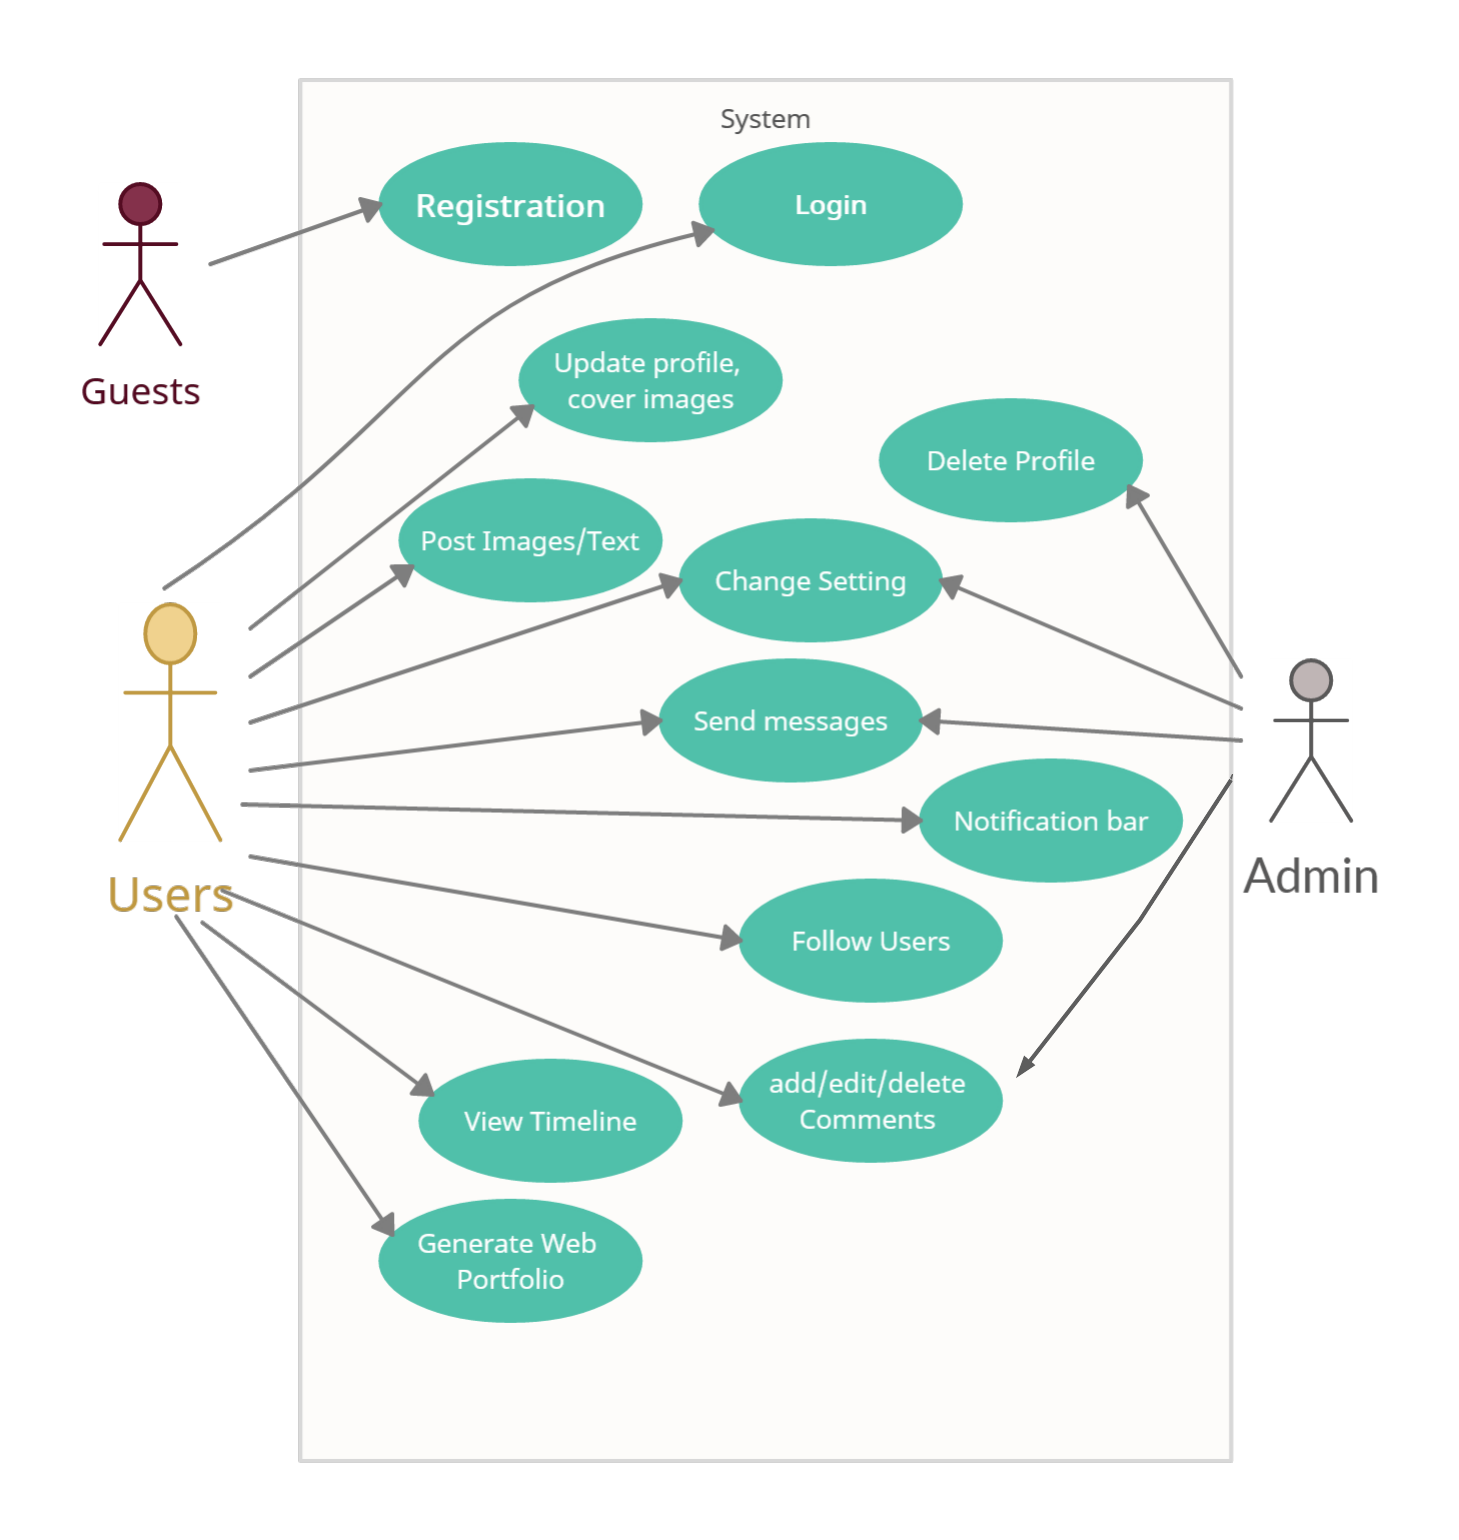 System
Registration
Login
Update profile,
cover images
Guests
Delete Profile
Post Images/Text
Change Setting
Send messages
Notification bar
Admin
Users
Follow Users
add/edit/delete
Comments
View Timeline
Generate Web
Portfolio